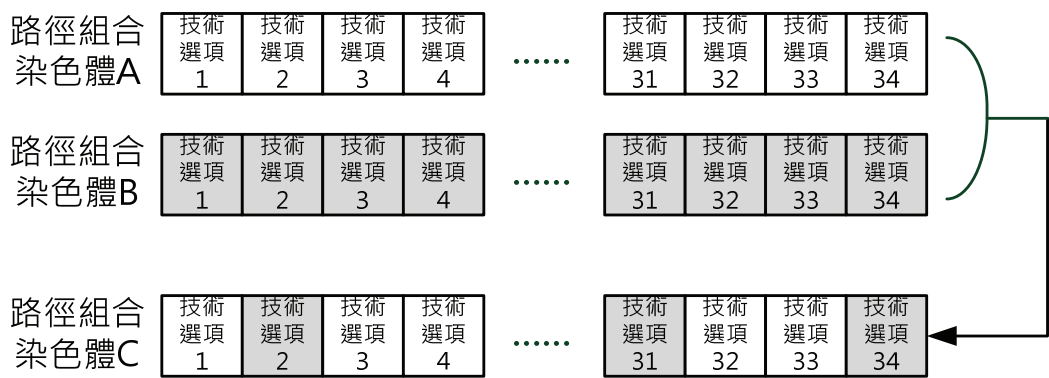 路徑組合
染色體A
技術 技術 技術 技術 技術 技術 技術 技術
選項 選項 選項 選項 …… 選項 選項 選項 選項
1 2 3 4 31 32 33 34
路徑組合
染色體B
技術 技術 技術 技術 技術 技術 技術 技術
選項 選項 選項 選項 …… 選項 選項 選項 選項
1 2 3 4 31 32 33 34
路徑組合
染色體C
技術 技術 技術 技術 技術 技術 技術 技術
選項 選項 選項 選項 …… 選項 選項 選項 選項
1 2 3 4 31 32 33 34